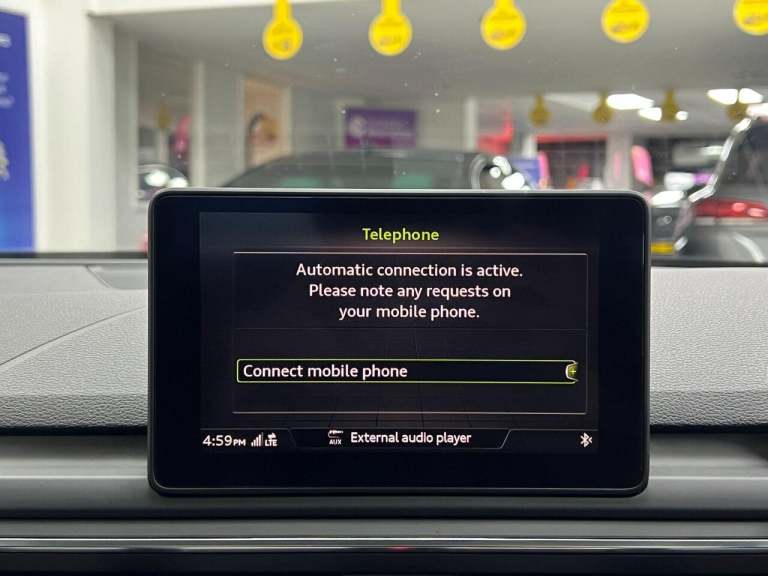 Telephone
Automatic connection is active.
Please note any requests on
your mobile phone.
Connect mobile phone
4:59PM LTE AUX External audio player